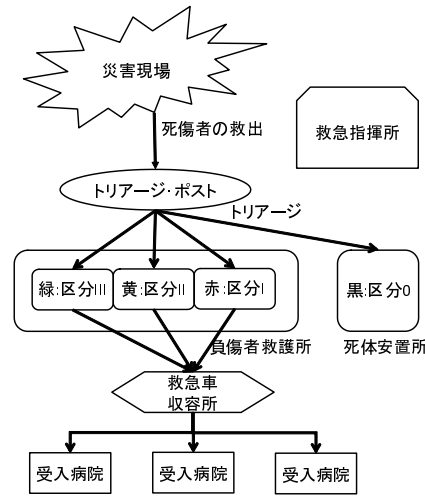 災害現場
死傷者の救出
救急指揮所
トリアージ・ポスト
トリアージ
緑:区分III
黄:区分II
赤:区分I
黒:区分0
負傷者救護所
死体安置所
救急車
収容所
受入病院
受入病院
受入病院